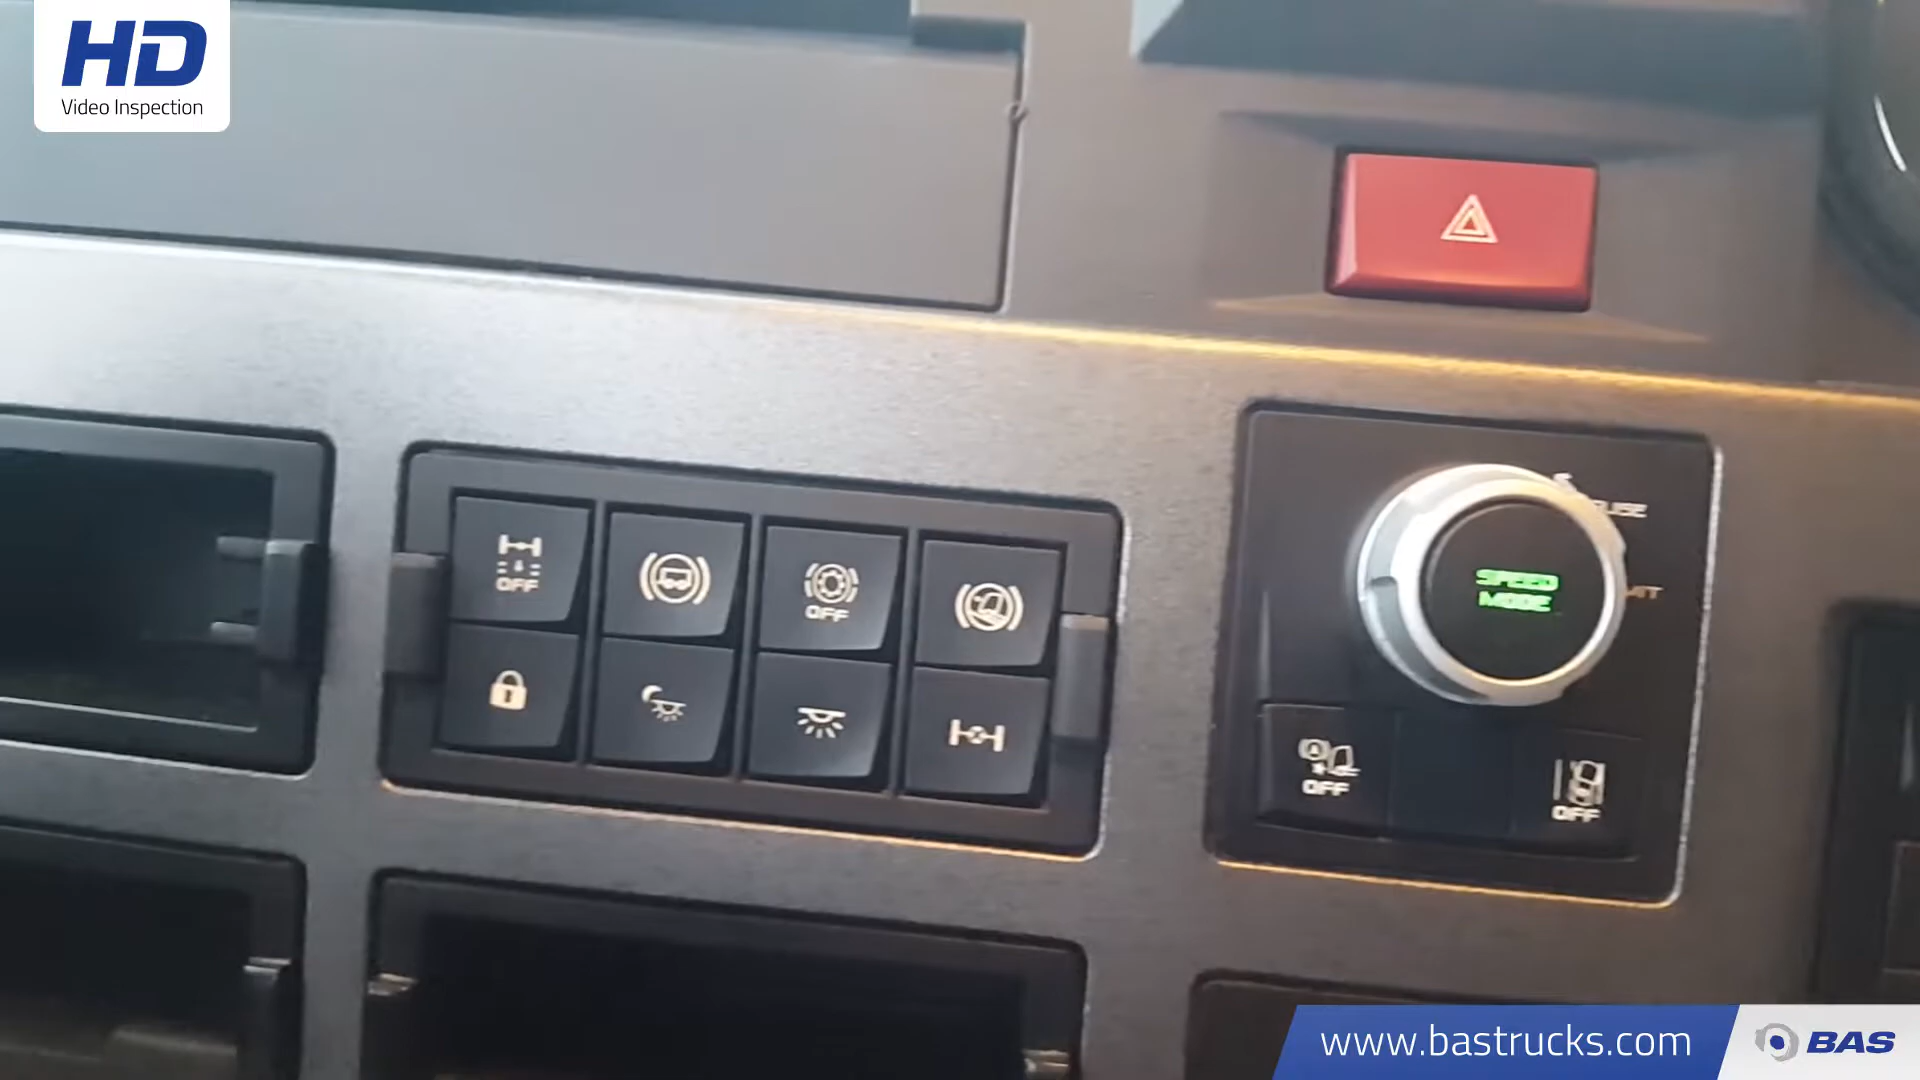 HD
Video Inspection
SPEED
MODE
OFF
OFF
OFF
OFF
www.bastrucks.com
BAS